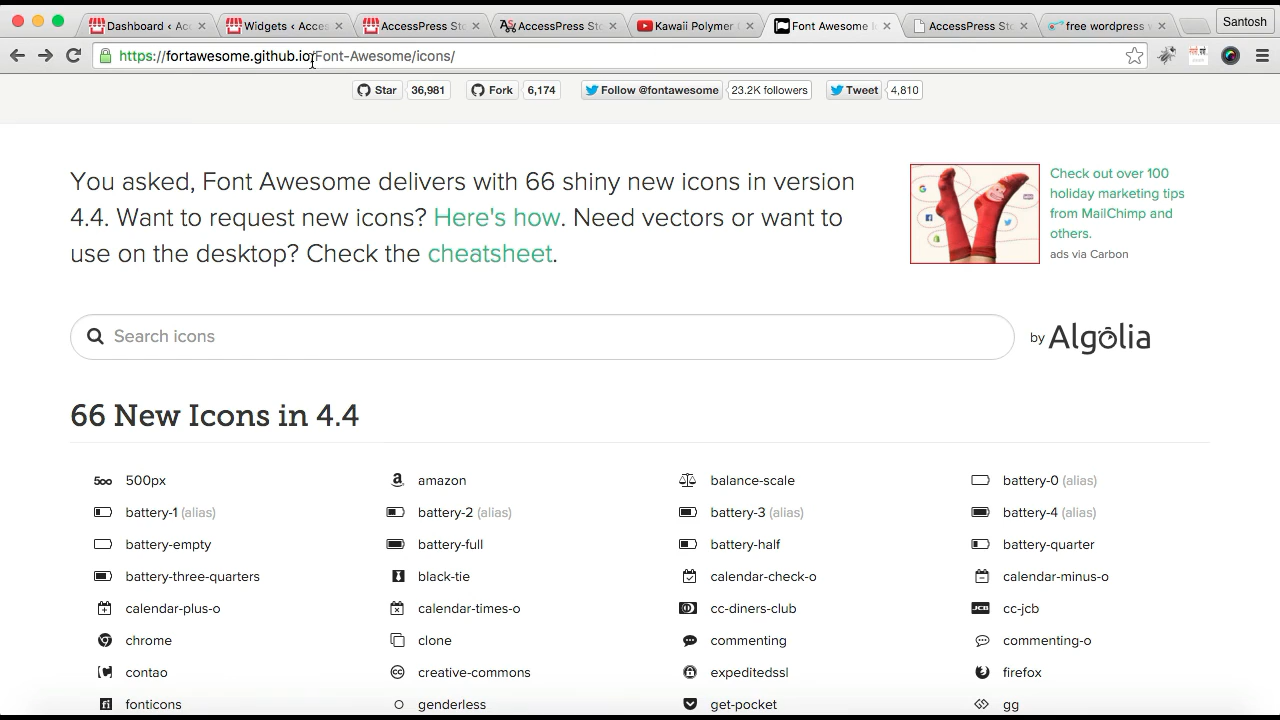 Dashboard ‹ Acc
Widgets ‹ Acces
AccessPress Sto
AccessPress Sto
Kawaii Polymer
Font Awesome Ic
AccessPress Sto
free wordpress
Santosh
https://fortawesome.github.io/Font-Awesome/icons/
Star 36,981 Fork 6,174 Follow @fontawesome 23.2K followers Tweet 4,810
You asked, Font Awesome delivers with 66 shiny new icons in version
4.4. Want to request new icons? Here's how. Need vectors or want to
use on the desktop? Check the cheatsheet.
Check out over 100
holiday marketing tips
from MailChimp and
others.
ads via Carbon
Search icons
by Algolia
66 New Icons in 4.4
500px amazon balance-scale battery-0 (alias)
battery-1 (alias) battery-2 (alias) battery-3 (alias) battery-4 (alias)
battery-empty battery-full battery-half battery-quarter
battery-three-quarters black-tie calendar-check-o calendar-minus-o
calendar-plus-o calendar-times-o cc-diners-club JCB cc-jcb
chrome clone commenting commenting-o
contao creative-commons expeditedssl firefox
fonticons genderless get-pocket gg